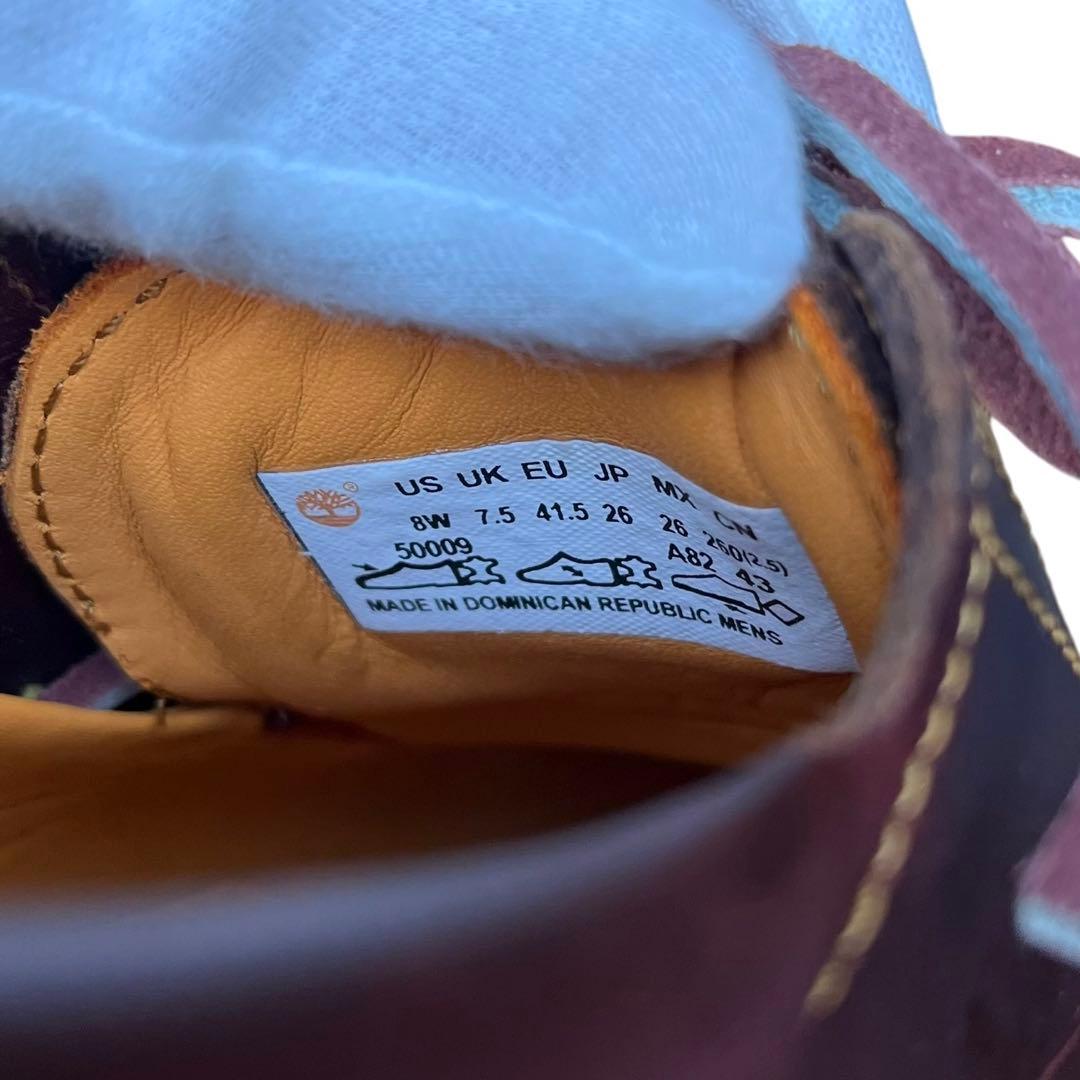 ®
US UK EU JP MX CN
8W 7.5 41.5 26 26 260(2.5)
50009 A82 43
MADE IN DOMINICAN REPUBLIC MENS